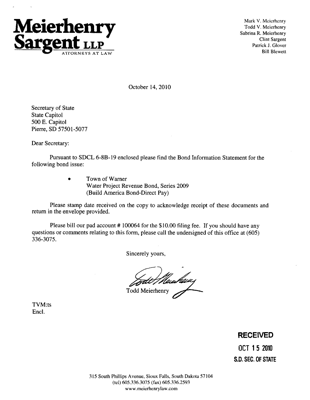 Meierhenry
Sargent LLP
ATTORNEYS AT LAW
Mark V. Meierhenry
Todd V. Meierhenry
Sabrina R. Meierhenry
Clint Sargent
Patrick J. Glover
Bill Blewett
October 14, 2010
Secretary of State
State Capitol
500 E. Capitol
Pierre, SD 57501-5077
Dear Secretary:
Pursuant to SDCL 6-8B-19 enclosed please find the Bond Information Statement for the
following bond issue:
• Town of Warner
Water Project Revenue Bond, Series 2009
(Build America Bond-Direct Pay)
Please stamp date received on the copy to acknowledge receipt of these documents and
return in the envelope provided.
Please bill our pad account # 100064 for the $10.00 filing fee. If you should have any
questions or comments relating to this form, please call the undersigned of this office at (605)
336-3075.
Sincerely yours,
Todd Meierhenry
Todd Meierhenry
TVM:ts
Encl.
RECEIVED
OCT 15 2010
S.D. SEC. OF STATE
315 South Phillips Avenue, Sioux Falls, South Dakota 57104
(tel) 605.336.3075 (fax) 605.336.2593
www.meierhenrylaw.com